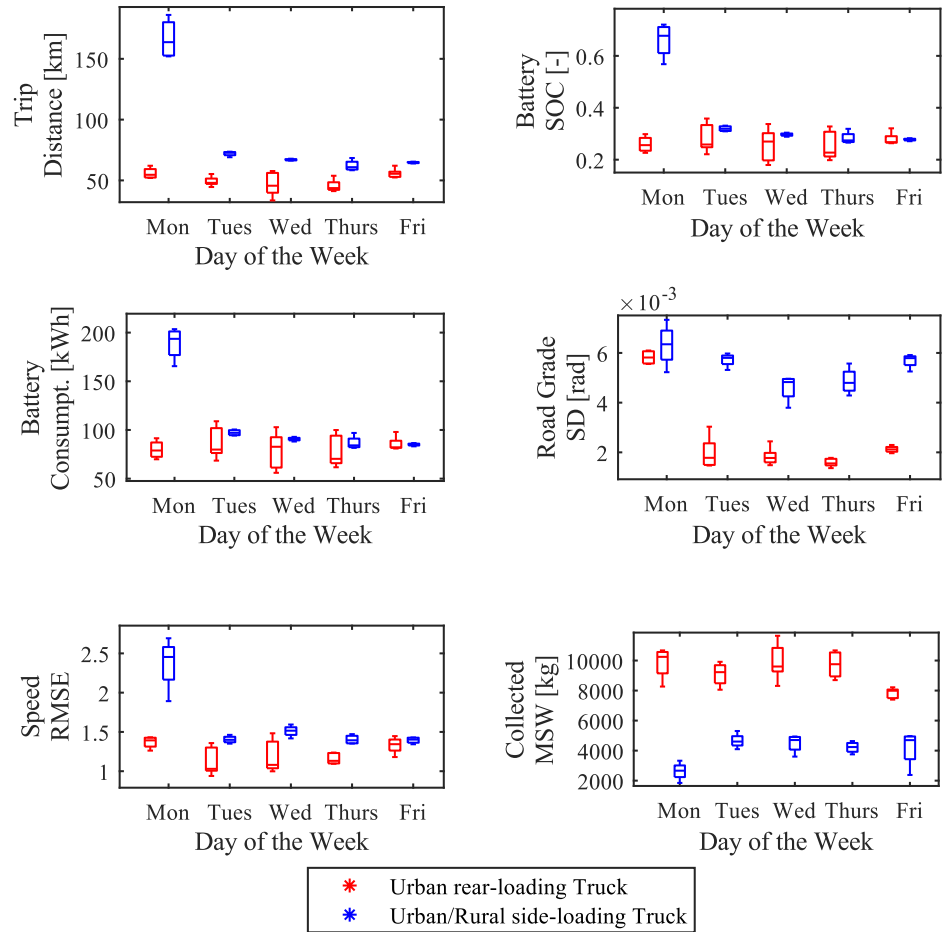 Trip
Distance [km]
150
100
50
Mon Tues Wed Thurs Fri
Day of the Week
Battery
SOC [-]
0.6
0.4
0.2
Mon Tues Wed Thurs Fri
Day of the Week
Battery
Consumpt. [kWh]
200
150
100
50
Mon Tues Wed Thurs Fri
Day of the Week
× 10⁻³
Road Grade
SD [rad]
6
4
2
Mon Tues Wed Thurs Fri
Day of the Week
Speed
RMSE
2.5
2
1.5
1
Mon Tues Wed Thurs Fri
Day of the Week
Collected
MSW [kg]
10000
8000
6000
4000
2000
Mon Tues Wed Thurs Fri
Day of the Week
Urban rear-loading Truck
Urban/Rural side-loading Truck